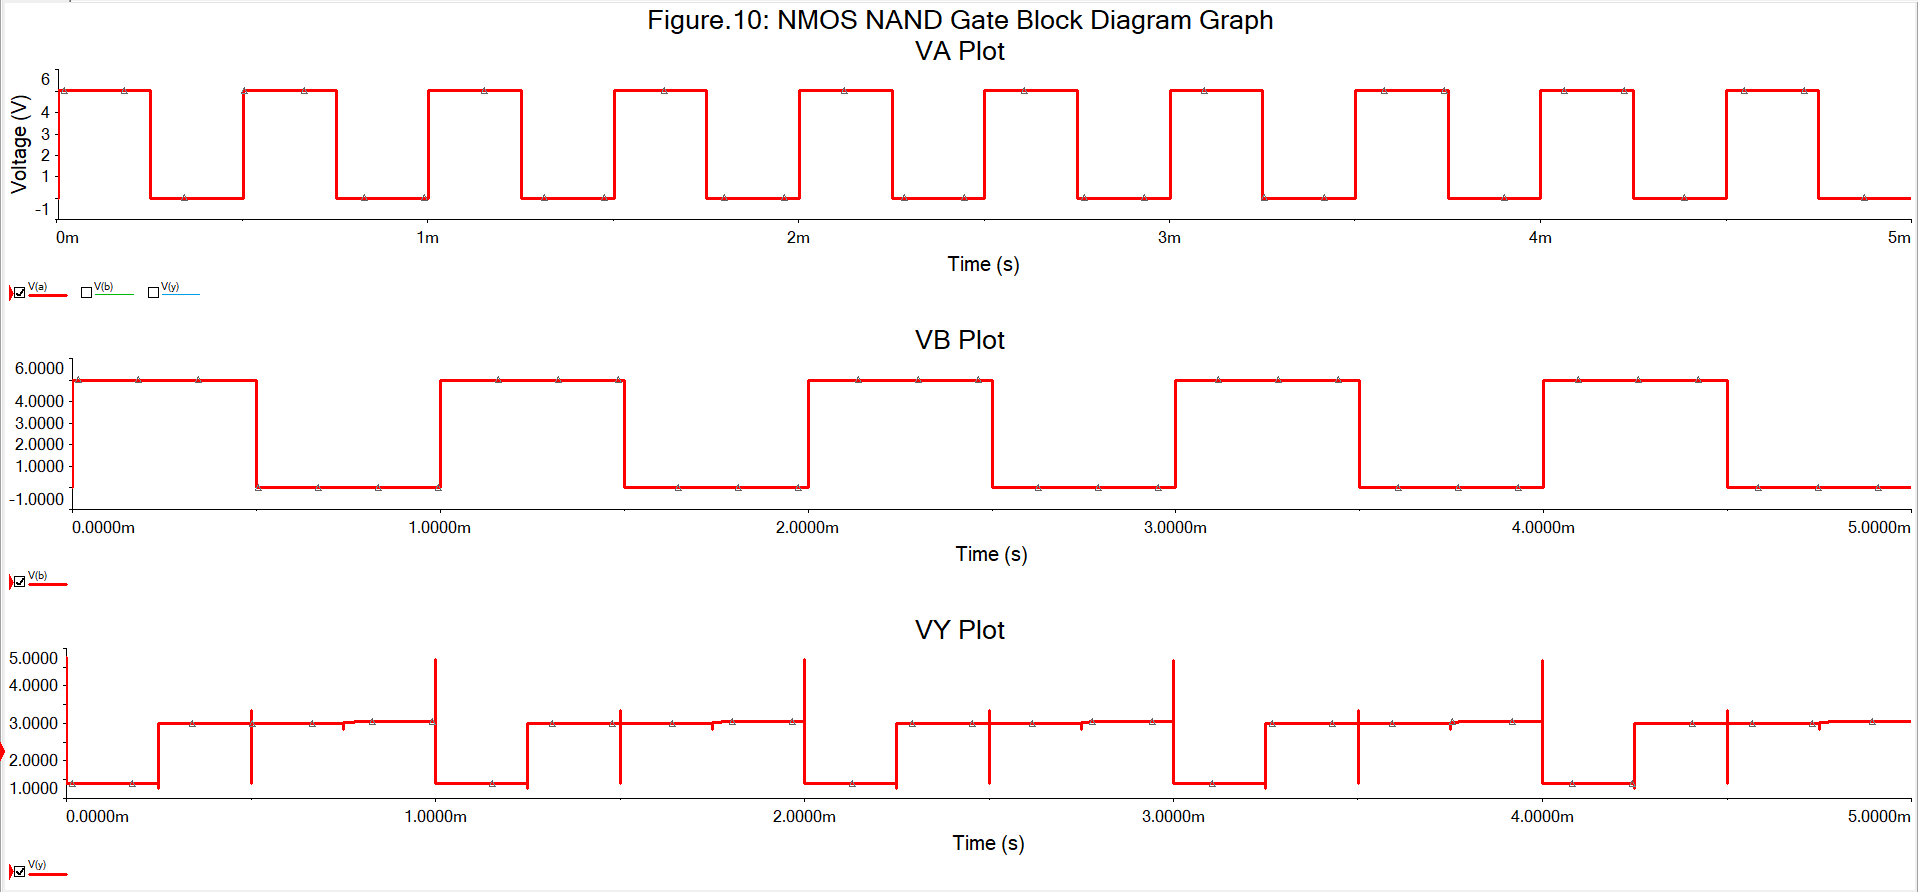 Figure.10: NMOS NAND Gate Block Diagram Graph
VA Plot
Voltage (V)
6
4
3
2
1
-1
0m 1m 2m 3m 4m 5m
Time (s)
V(a) V(b) V(y)
VB Plot
6.0000
4.0000
3.0000
2.0000
1.0000
-1.0000
0.0000m 1.0000m 2.0000m 3.0000m 4.0000m 5.0000m
Time (s)
V(b)
VY Plot
5.0000
4.0000
3.0000
2.0000
1.0000
0.0000m 1.0000m 2.0000m 3.0000m 4.0000m 5.0000m
Time (s)
V(y)